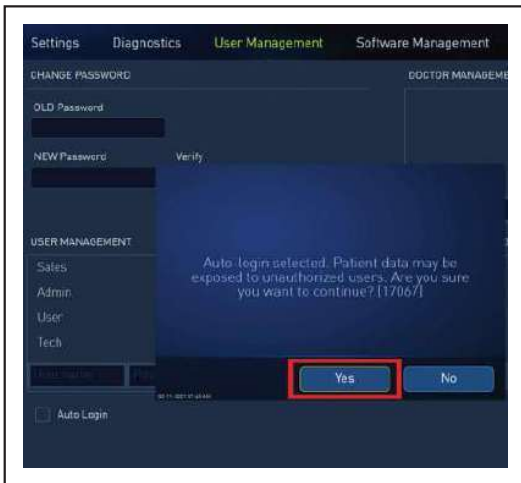 Settings Diagnostics User Management Software Management
CHANGE PASSWORD DOCTOR MANAGEME
OLD Password
NEW Password Verify
USER MANAGEMENT
Auto-login selected. Patient data may be
exposed to unauthorized users. Are you sure
you want to continue? [17067]
Sales
Admin
User
Tech
Yes No
Auto Login